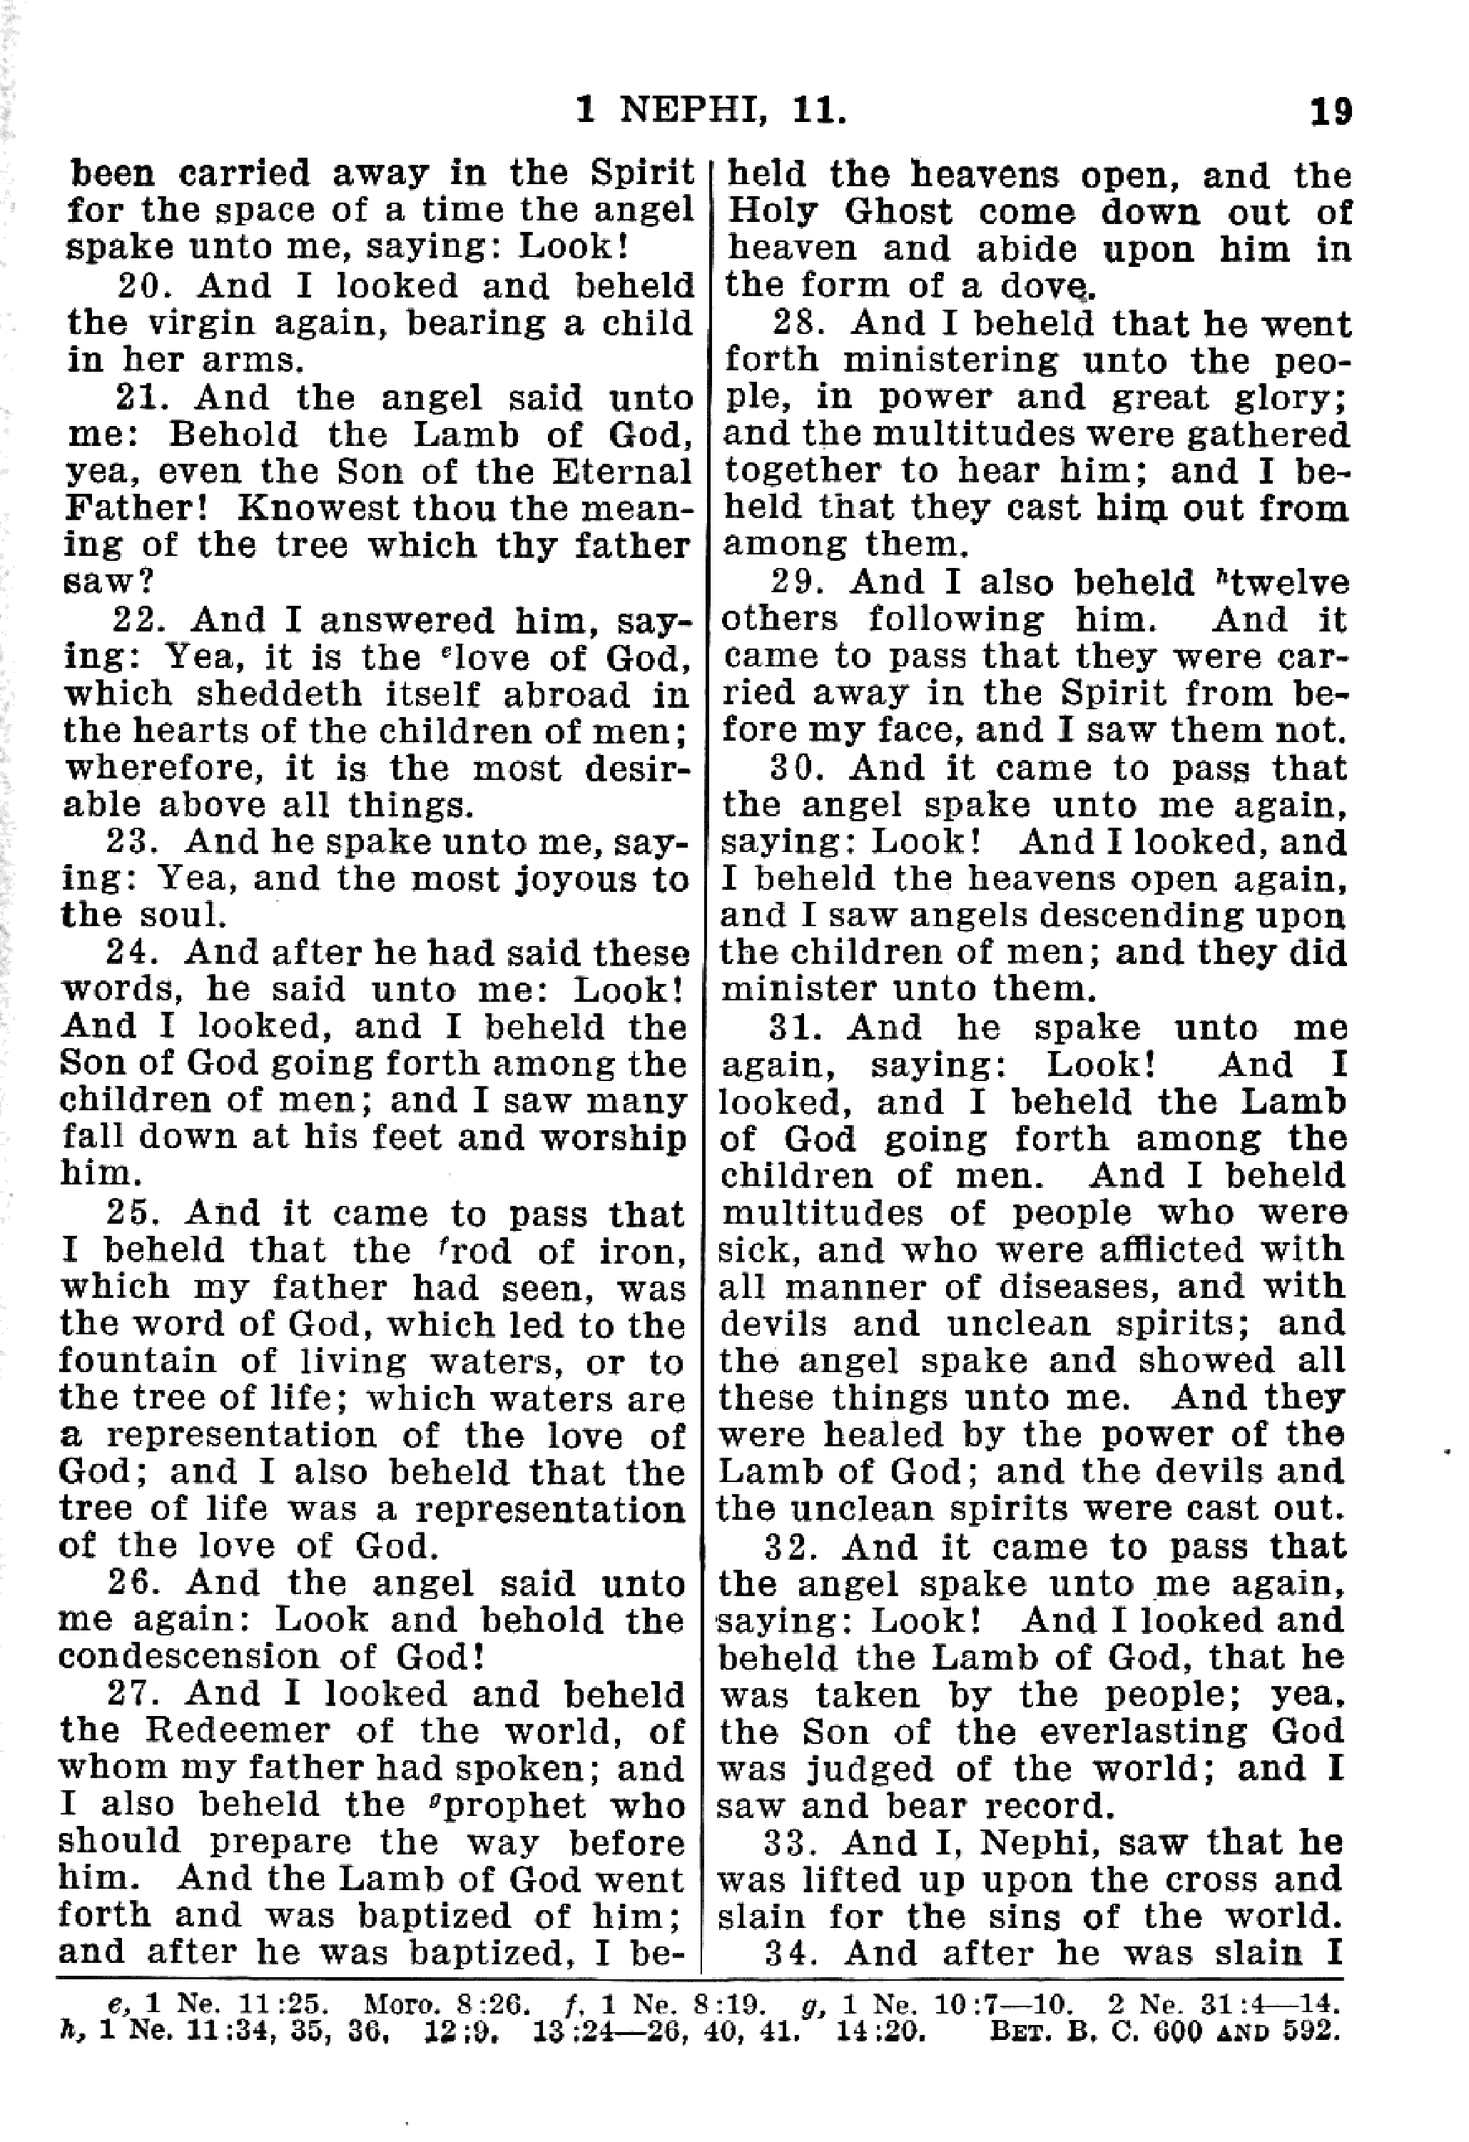 1 NEPHI, 11.
19
been carried away in the Spirit
for the space of a time the angel
spake unto me, saying: Look!
20. And I looked and beheld
the virgin again, bearing a child
in her arms.
21. And the angel said unto
me: Behold the Lamb of God,
yea, even the Son of the Eternal
Father! Knowest thou the mean-
ing of the tree which thy father
saw?
22. And I answered him, say-
ing: Yea, it is the elove of God,
which sheddeth itself abroad in
the hearts of the children of men;
wherefore, it is the most desir-
able above all things.
23. And he spake unto me, say-
ing: Yea, and the most joyous to
the soul.
24. And after he had said these
words, he said unto me: Look!
And I looked, and I beheld the
Son of God going forth among the
children of men; and I saw many
fall down at his feet and worship
him.
25. And it came to pass that
I beheld that the frod of iron,
which my father had seen, was
the word of God, which led to the
fountain of living waters, or to
the tree of life; which waters are
a representation of the love of
God; and I also beheld that the
tree of life was a representation
of the love of God.
26. And the angel said unto
me again: Look and behold the
condescension of God!
27. And I looked and beheld
the Redeemer of the world, of
whom my father had spoken; and
I also beheld the gprophet who
should prepare the way before
him. And the Lamb of God went
forth and was baptized of him;
and after he was baptized, I be-
held the heavens open, and the
Holy Ghost come down out of
heaven and abide upon him in
the form of a dove.
28. And I beheld that he went
forth ministering unto the peo-
ple, in power and great glory;
and the multitudes were gathered
together to hear him; and I be-
held that they cast him out from
among them.
29. And I also beheld htwelve
others following him. And it
came to pass that they were car-
ried away in the Spirit from be-
fore my face, and I saw them not.
30. And it came to pass that
the angel spake unto me again,
saying: Look! And I looked, and
I beheld the heavens open again,
and I saw angels descending upon
the children of men; and they did
minister unto them.
31. And he spake unto me
again, saying: Look! And I
looked, and I beheld the Lamb
of God going forth among the
children of men. And I beheld
multitudes of people who were
sick, and who were afflicted with
all manner of diseases, and with
devils and unclean spirits; and
the angel spake and showed all
these things unto me. And they
were healed by the power of the
Lamb of God; and the devils and
the unclean spirits were cast out.
32. And it came to pass that
the angel spake unto me again,
saying: Look! And I looked and
beheld the Lamb of God, that he
was taken by the people; yea,
the Son of the everlasting God
was judged of the world; and I
saw and bear record.
33. And I, Nephi, saw that he
was lifted up upon the cross and
slain for the sins of the world.
34. And after he was slain I
e, 1 Ne. 11:25. Moro. 8:26. f, 1 Ne. 8:19. g, 1 Ne. 10:7—10. 2 Ne. 31:4—14.
h, 1 Ne. 11:34, 35, 36. 12:9. 13:24—26, 40, 41. 14:20. BET. B. C. 600 AND 592.